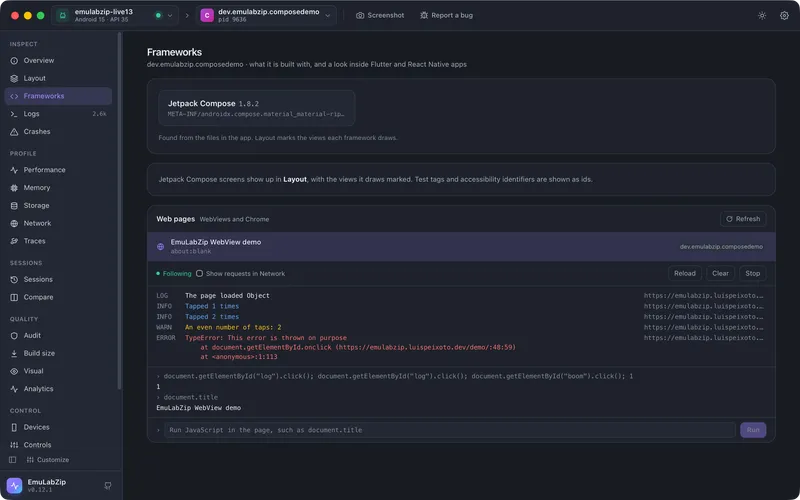 emulabzip-live13
Android 15 · API 35
C
dev.emulabzip.composedemo
pid 9636
Screenshot
Report a bug
INSPECT
Overview
Layout
Frameworks
Logs 2.6k
Crashes
PROFILE
Performance
Memory
Storage
Network
Traces
SESSIONS
Sessions
Compare
QUALITY
Audit
Build size
Visual
Analytics
CONTROL
Devices
Controls
Customize
EmuLabZip
v0.12.1
Frameworks
dev.emulabzip.composedemo · what it is built with, and a look inside Flutter and React Native apps
Jetpack Compose 1.8.2
META-INF/androidx.compose.material_material-rip…
Found from the files in the app. Layout marks the views each framework draws.
Jetpack Compose screens show up in Layout, with the views it draws marked. Test tags and accessibility identifiers are shown as ids.
Web pages WebViews and Chrome
Refresh
EmuLabZip WebView demo
about:blank
dev.emulabzip.composedemo
Following
Show requests in Network
Reload
Clear
Stop
LOG The page loaded Object https://emulabzip.luispeixoto.…
INFO Tapped 1 times https://emulabzip.luispeixoto.…
INFO Tapped 2 times https://emulabzip.luispeixoto.…
WARN An even number of taps: 2 https://emulabzip.luispeixoto.…
ERROR TypeError: This error is thrown on purpose https://emulabzip.luispeixoto.…
at document.getElementById.onclick (https://emulabzip.luispeixoto.dev/demo/:48:59)
at <anonymous>:1:113
› document.getElementById("log").click(); document.getElementById("log").click(); document.getElementById("boom").click(); 1
1
› document.title
EmuLabZip WebView demo
› Run JavaScript in the page, such as document.title
Run